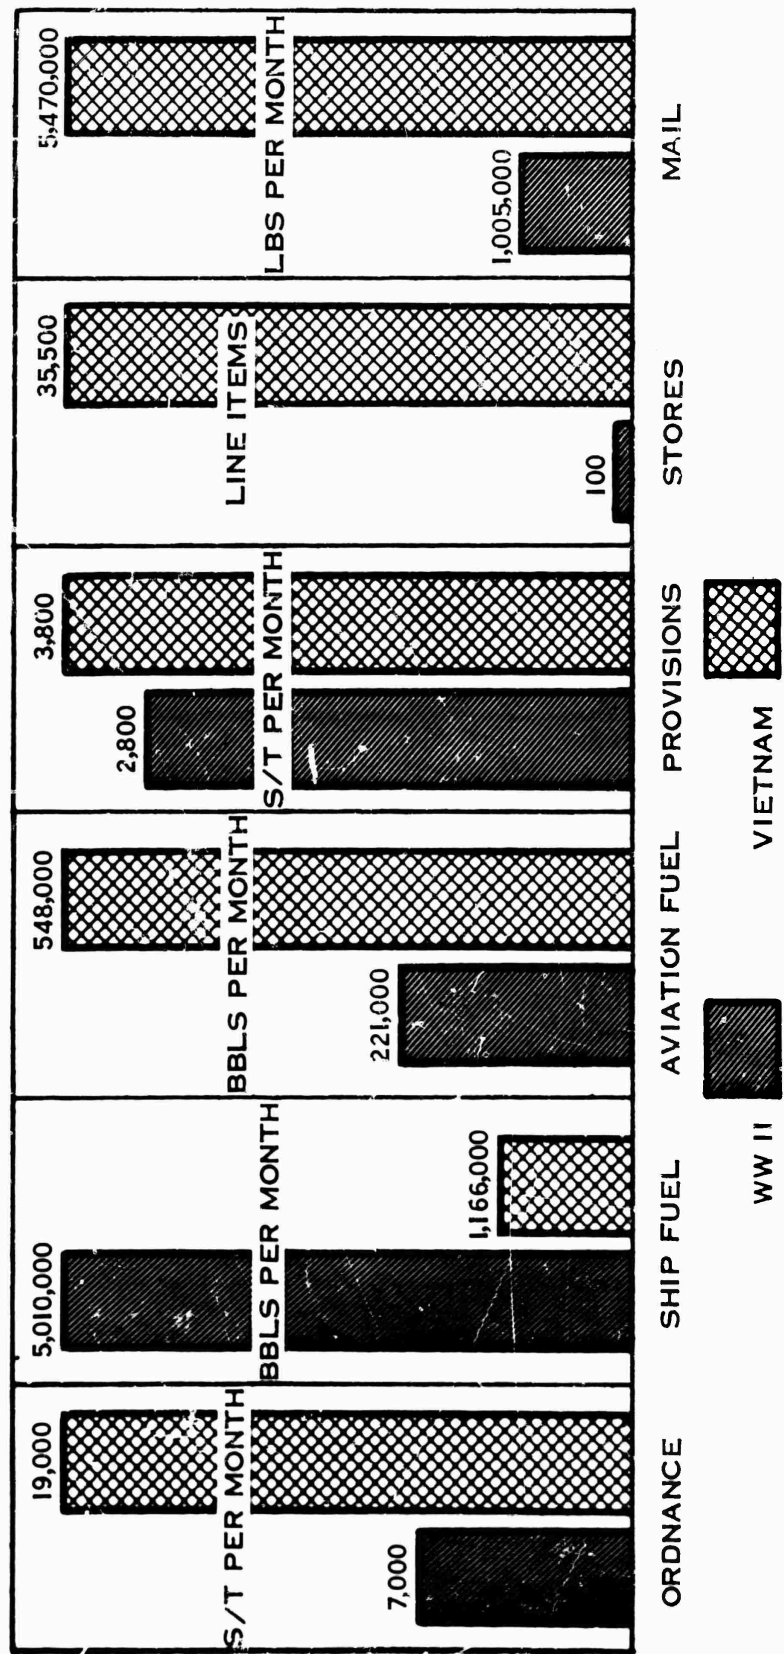 19,000
S/T PER MONTH
7,000
ORDNANCE
5,010,000
BBLS PER MONTH
1,166,000
SHIP FUEL
548,000
BBLS PER MONTH
221,000
AVIATION FUEL
3,800
2,800
S/T PER MONTH
PROVISIONS
35,500
LINE ITEMS
100
STORES
5,470,000
LBS PER MONTH
1,005,000
MAIL
WW II
VIETNAM